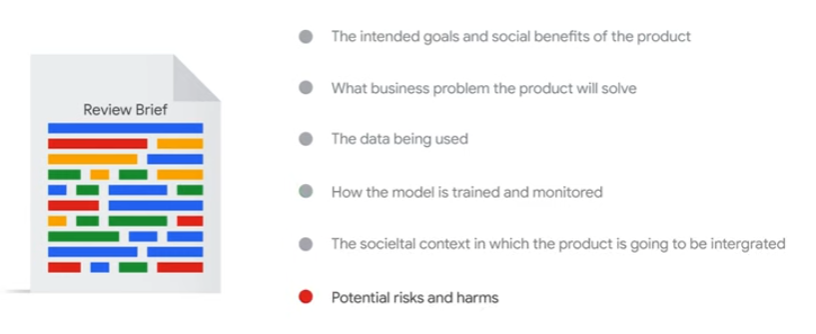 Review Brief
The intended goals and social benefits of the product
What business problem the product will solve
The data being used
How the model is trained and monitored
The societal context in which the product is going to be intergrated
Potential risks and harms